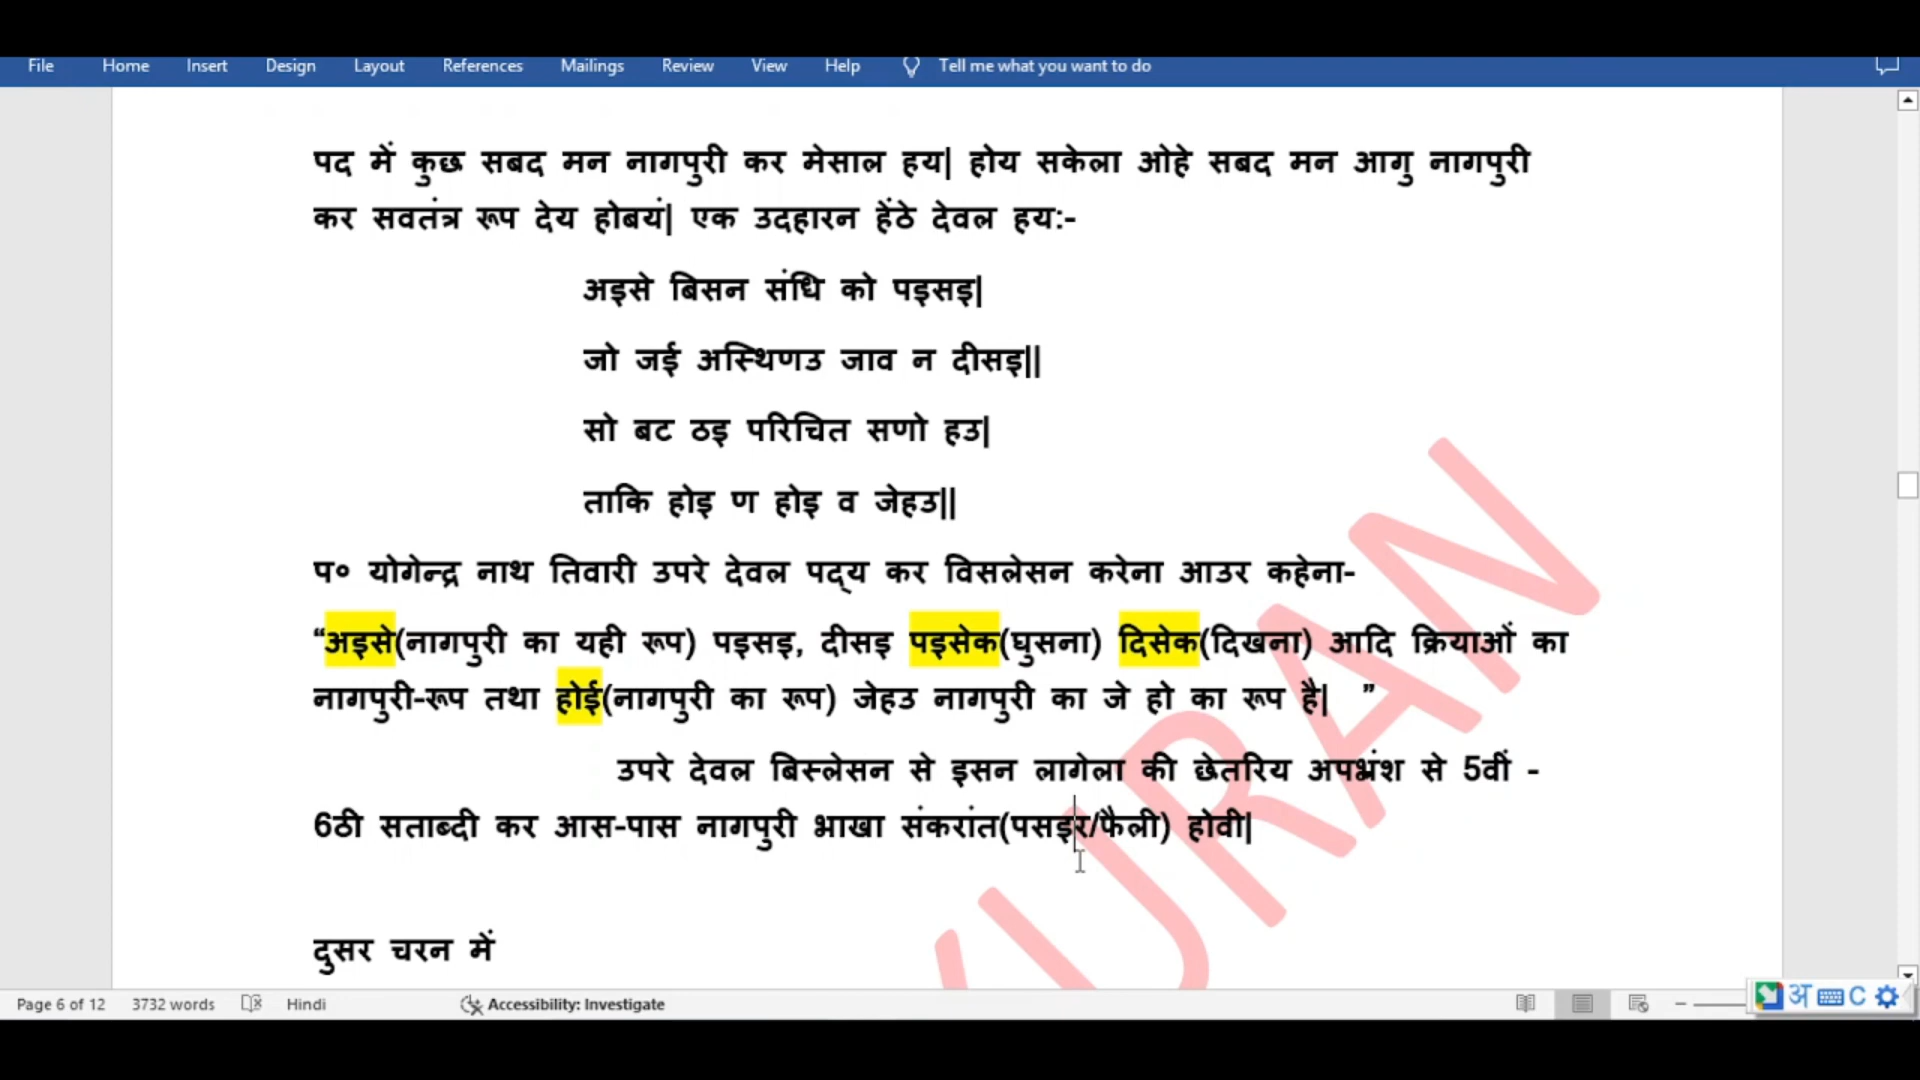 File Home Insert Design Layout References Mailings Review View Help Tell me what you want to do
पद में कुछ सबद मन नागपुरी कर मेसाल हय| होय सकेला ओहे सबद मन आगु नागपुरी
कर सवतंत्र रूप देय होबयं| एक उदहारन हेंठे देवल हय:-
अइसे बिसन संधि को पइसइ|
जो जई अस्थिणउ जाव न दीसइ||
सो बट ठइ परिचित सणो हउ|
ताकि होइ ण होइ व जेहउ||
प० योगेन्द्र नाथ तिवारी उपरे देवल पद्य कर विसलेसन करेना आउर कहेना-
“अइसे(नागपुरी का यही रूप) पइसइ, दीसइ पइसेक(घुसना) दिसेक(दिखना) आदि क्रियाओं का
नागपुरी-रूप तथा होई(नागपुरी का रूप) जेहउ नागपुरी का जे हो का रूप है| ”
उपरे देवल बिस्लेसन से इसन लागेला की छेतरिय अपभ्रंश से 5वीं -
6ठी सताब्दी कर आस-पास नागपुरी भाखा संकरांत(पसइर/फैली) होवी|
दुसर चरन में
URAN
Page 6 of 12 3732 words Hindi Accessibility: Investigate
अ C